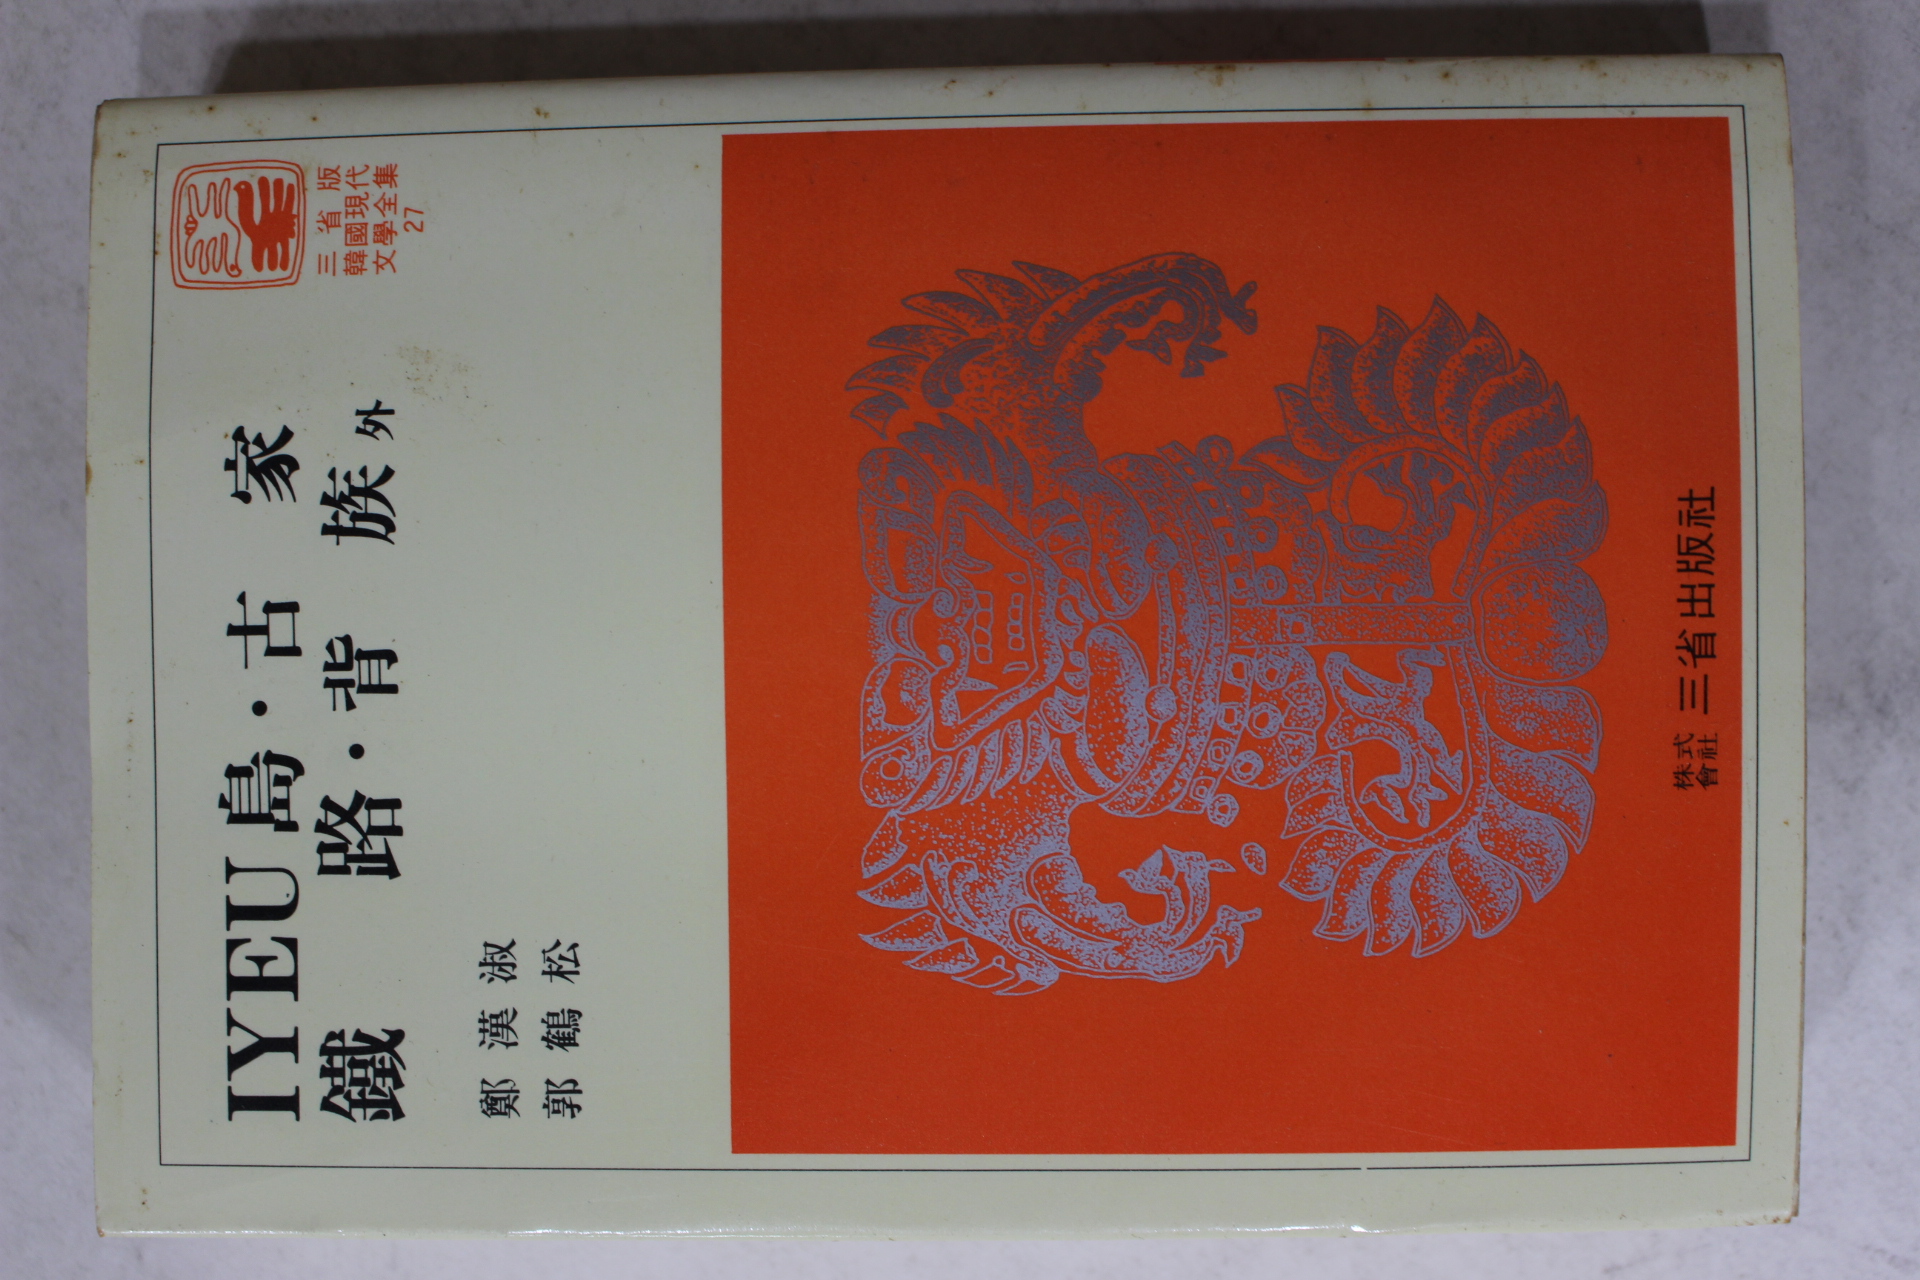 三省版
韓國現代
文學全集
27
IYEU島·古家
鐵路·背族 外
鄭漢淑
郭鶴松
株式會社 三省出版社